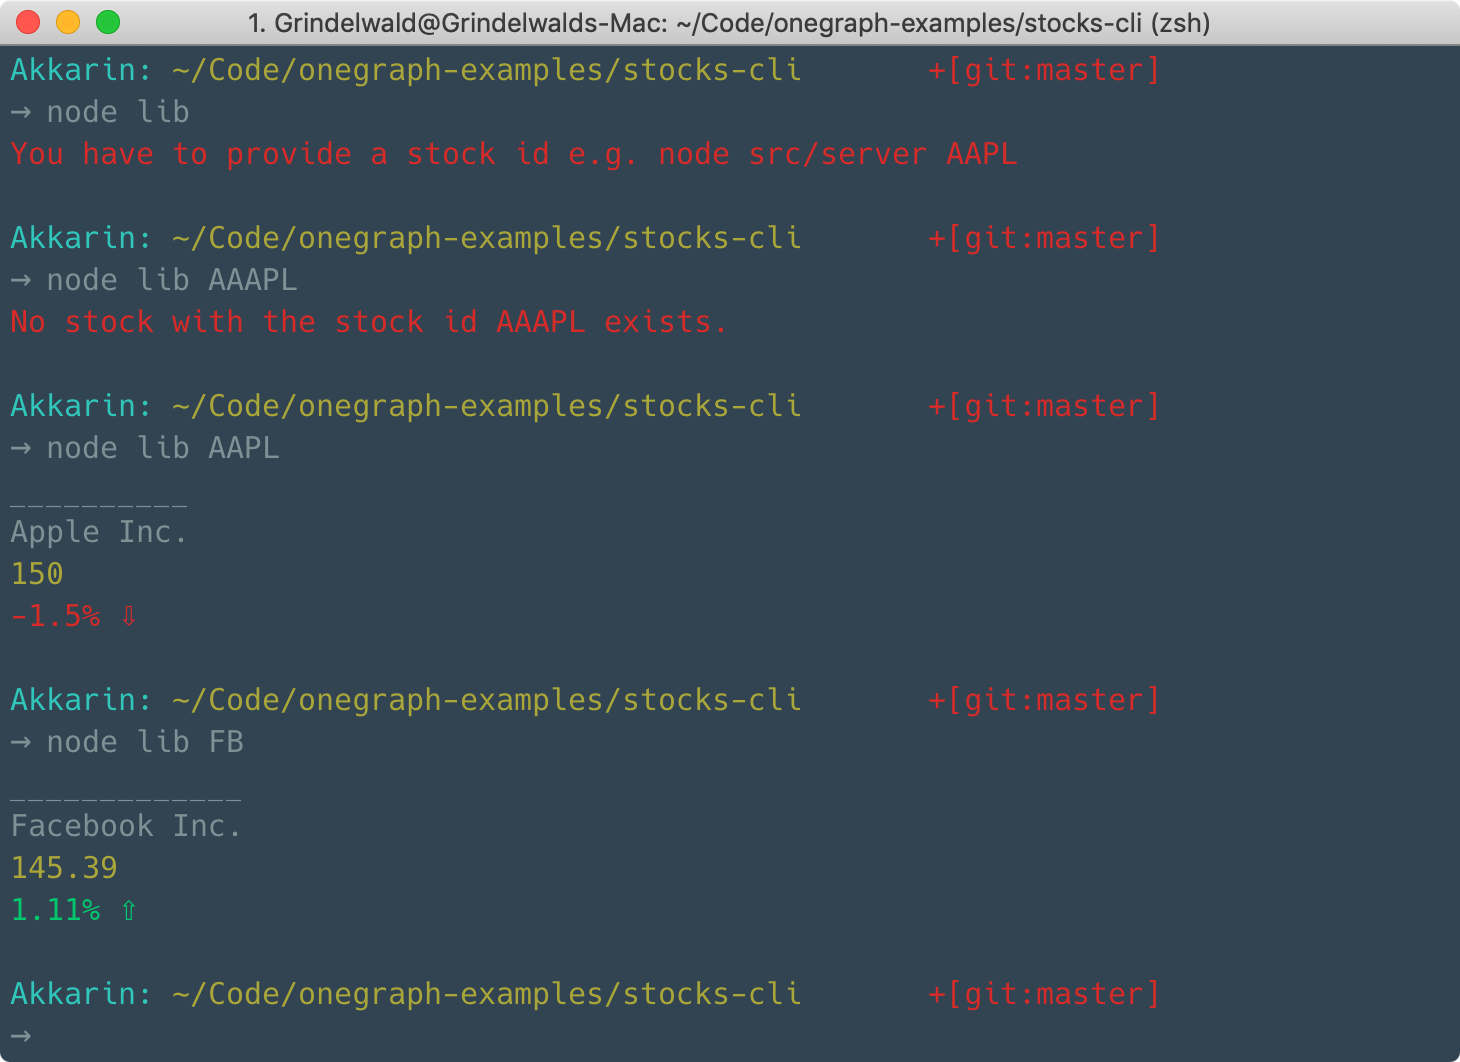 1. Grindelwald@Grindelwalds-Mac: ~/Code/onegraph-examples/stocks-cli (zsh)
Akkarin: ~/Code/onegraph-examples/stocks-cli +[git:master]
→ node lib
You have to provide a stock id e.g. node src/server AAPL
Akkarin: ~/Code/onegraph-examples/stocks-cli +[git:master]
→ node lib AAAPL
No stock with the stock id AAAPL exists.
Akkarin: ~/Code/onegraph-examples/stocks-cli +[git:master]
→ node lib AAPL
__________
Apple Inc.
150
-1.5% ⇩
Akkarin: ~/Code/onegraph-examples/stocks-cli +[git:master]
→ node lib FB
_____________
Facebook Inc.
145.39
1.11% ⇧
Akkarin: ~/Code/onegraph-examples/stocks-cli +[git:master]
→